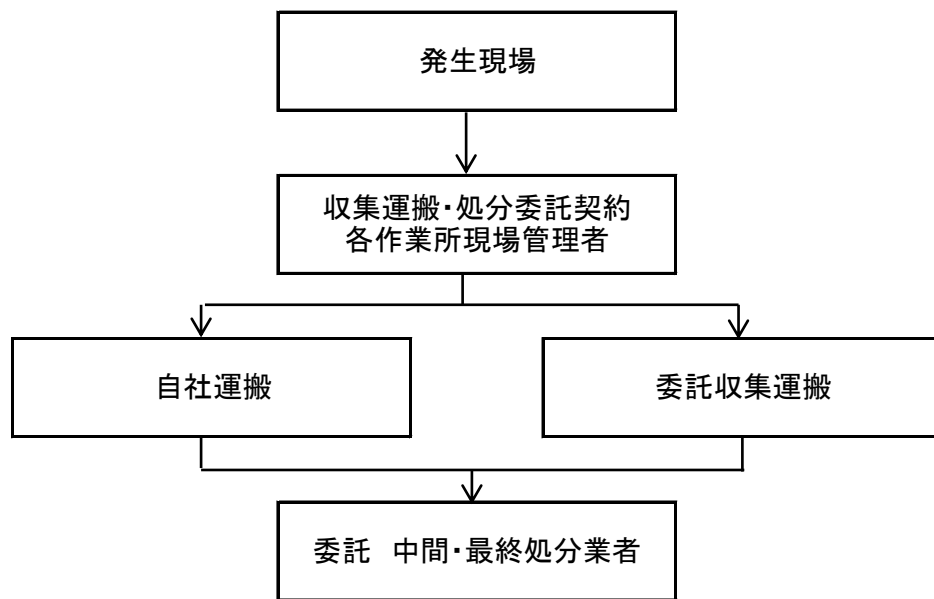 発生現場
収集運搬・処分委託契約
各作業所現場管理者
自社運搬
委託収集運搬
委託　中間・最終処分業者